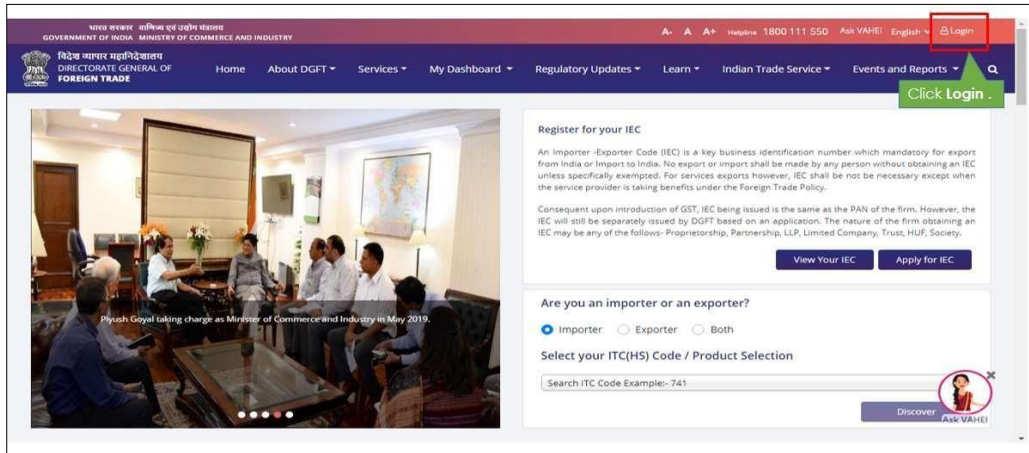 भारत सरकार वाणिज्य एवं उद्योग मंत्रालय
GOVERNMENT OF INDIA MINISTRY OF COMMERCE AND INDUSTRY
A- A A+ Helpline 1800 111 550 Ask VAHEI English Login
विदेश व्यापार महानिदेशालय
DIRECTORATE GENERAL OF
FOREIGN TRADE
Home About DGFT Services My Dashboard Regulatory Updates Learn Indian Trade Service Events and Reports
Click Login .
Register for your IEC
An Importer -Exporter Code (IEC) is a key business identification number which mandatory for export
from India or Import to India. No export or import shall be made by any person without obtaining an IEC
unless specifically exempted. For services exports however, IEC shall be not be necessary except when
the service provider is taking benefits under the Foreign Trade Policy.
Consequent upon introduction of GST, IEC being issued is the same as the PAN of the firm. However, the
IEC will still be separately issued by DGFT based on an application. The nature of the firm obtaining an
IEC may be any of the follows- Proprietorship, Partnership, LLP, Limited Company, Trust, HUF, Society.
View Your IEC Apply for IEC
Piyush Goyal taking charge as Minister of Commerce and Industry in May 2019.
Are you an importer or an exporter?
Importer Exporter Both
Select your ITC(HS) Code / Product Selection
Search ITC Code Example:- 741
Discover
Ask VAHEI